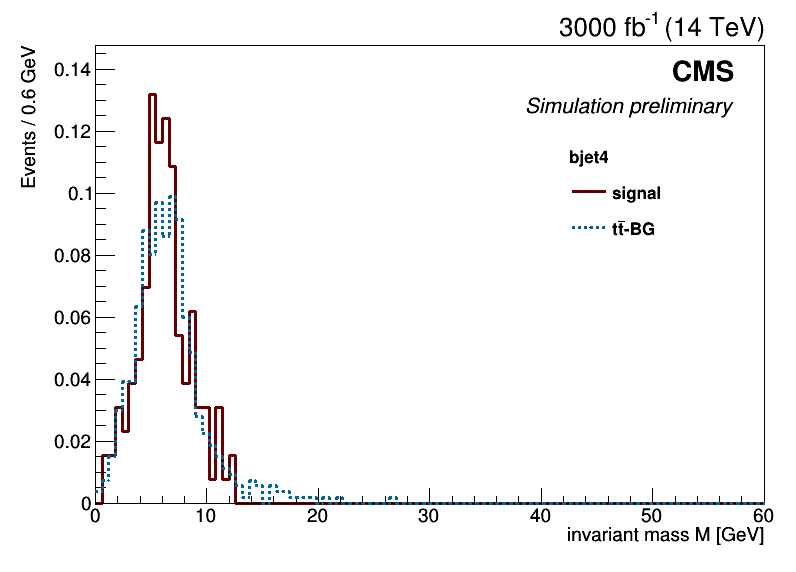 3000 fb⁻¹ (14 TeV)
CMS
Simulation preliminary
bjet4
signal
tt̅-BG
Events / 0.6 GeV
0.14
0.12
0.1
0.08
0.06
0.04
0.02
0
0 10 20 30 40 50 60
invariant mass M [GeV]